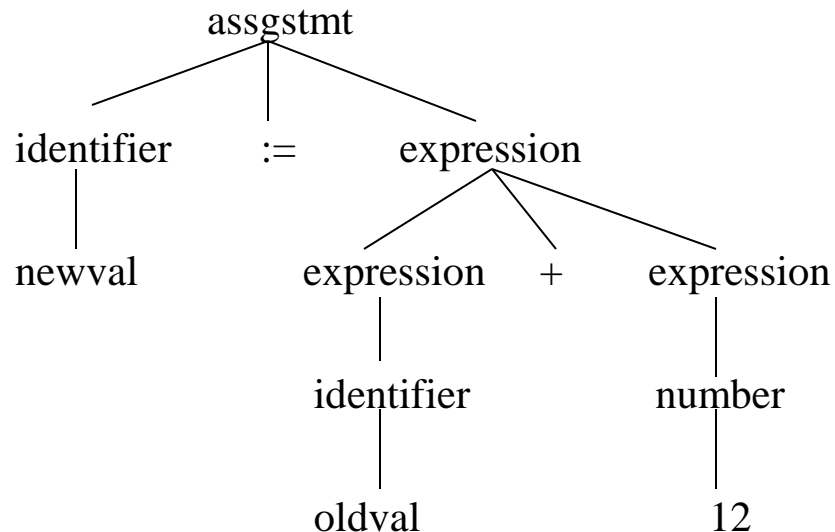 assgstmt
identifier := expression
newval expression + expression
identifier number
oldval 12